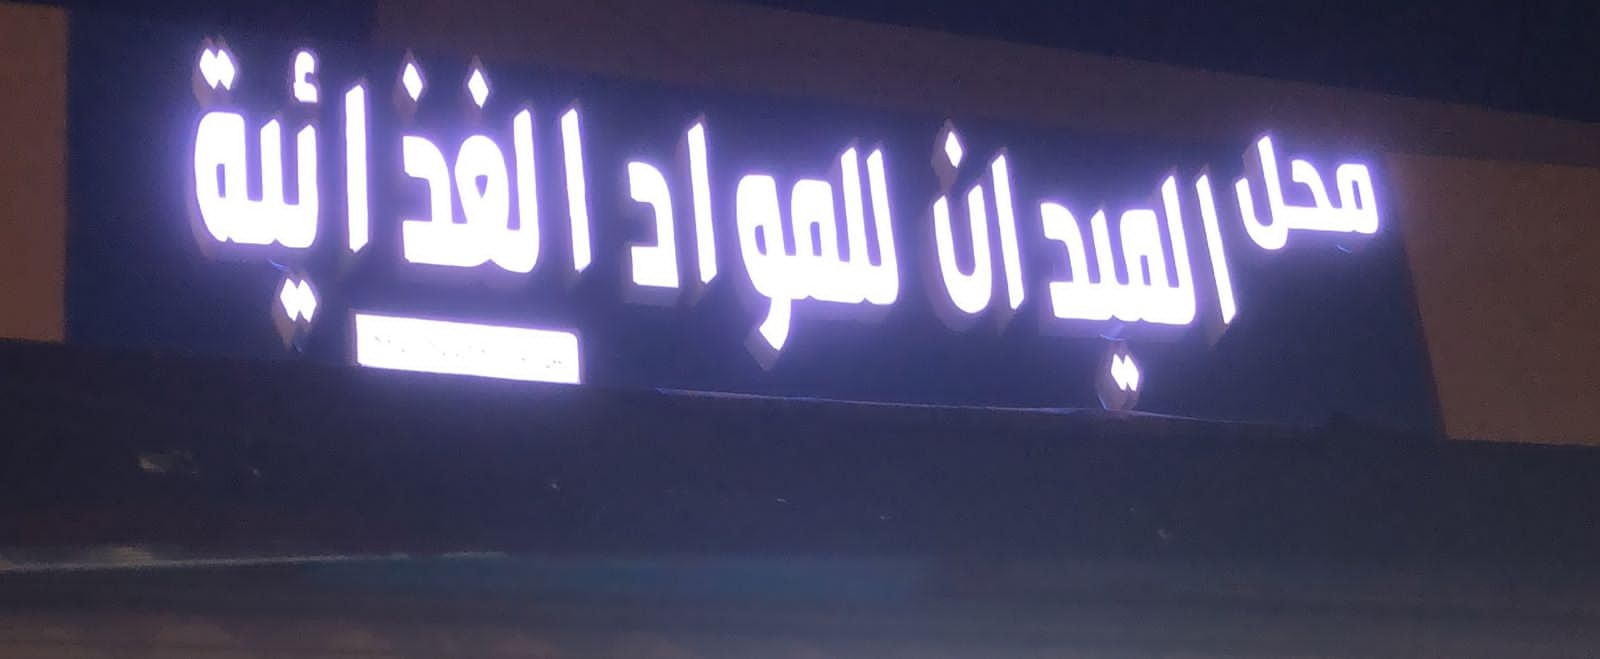 محل الميدان للمواد الغذائية